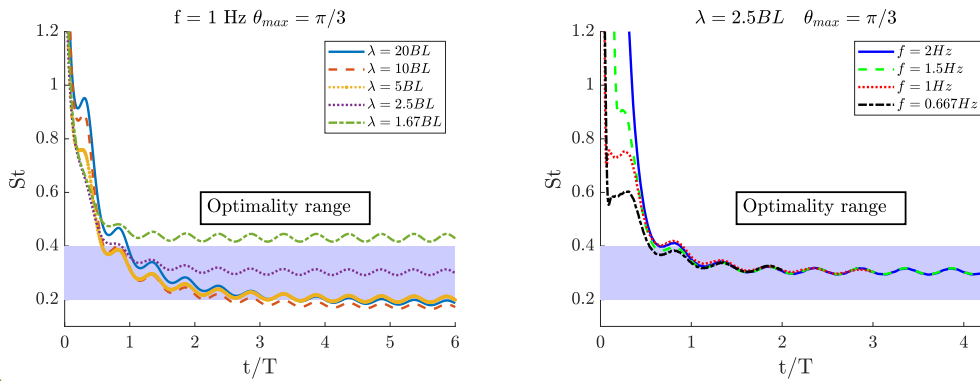 f = 1 Hz θ_max = π/3
St
1.2
1
0.8
0.6
0.4
0.2
λ = 20BL
λ = 10BL
λ = 5BL
λ = 2.5BL
λ = 1.67BL
Optimality range
0 1 2 3 4 5 6
t/T
λ = 2.5BL θ_max = π/3
St
1.2
1
0.8
0.6
0.4
0.2
f = 2Hz
f = 1.5Hz
f = 1Hz
f = 0.667Hz
Optimality range
0 1 2 3 4
t/T